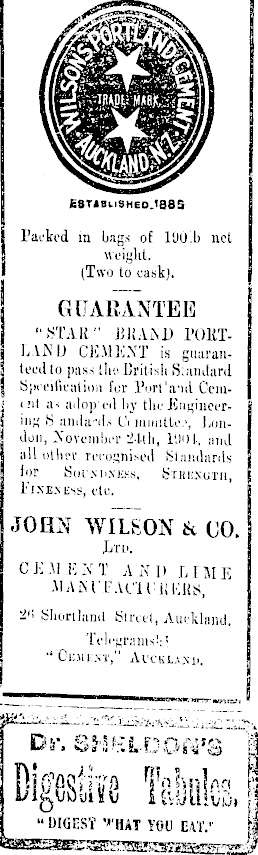 WILSON'S PORTLAND CEMENT
TRADE MARK
AUCKLAND.N.Z.
ESTABLISHED.1885
Packed in bags of 190lb net
weight.
(Two to cask).
GUARANTEE
"STAR" BRAND PORT-
LAND CEMENT is guaran-
teed to pass the British Standard
Specification for Portland Cem-
ent as adopted by the Engineer-
ing Standards Committee, Lon-
don, November 24th, 1904, and
all other recognised Standards
for SOUNDNESS, STRENGTH,
FINENESS, etc.
JOHN WILSON & CO.
LTD.
CEMENT AND LIME
MANUFACTURERS,
26 Shortland Street, Auckland.
Telegrams:
"CEMENT," AUCKLAND.
Dr. SHELDON'S
Digestive Tabules.
"DIGEST WHAT YOU EAT."